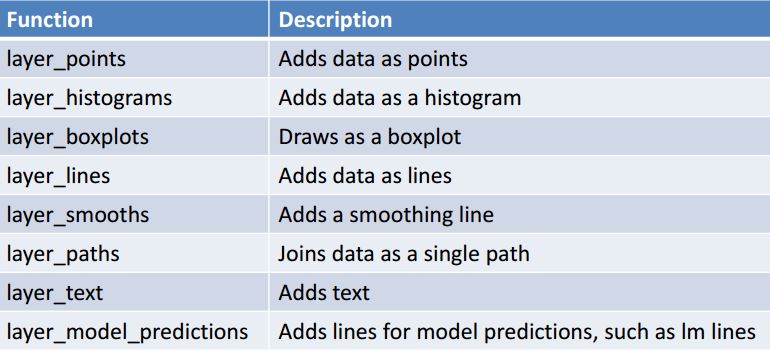 Function Description
layer_points Adds data as points
layer_histograms Adds data as a histogram
layer_boxplots Draws as a boxplot
layer_lines Adds data as lines
layer_smooths Adds a smoothing line
layer_paths Joins data as a single path
layer_text Adds text
layer_model_predictions Adds lines for model predictions, such as lm lines